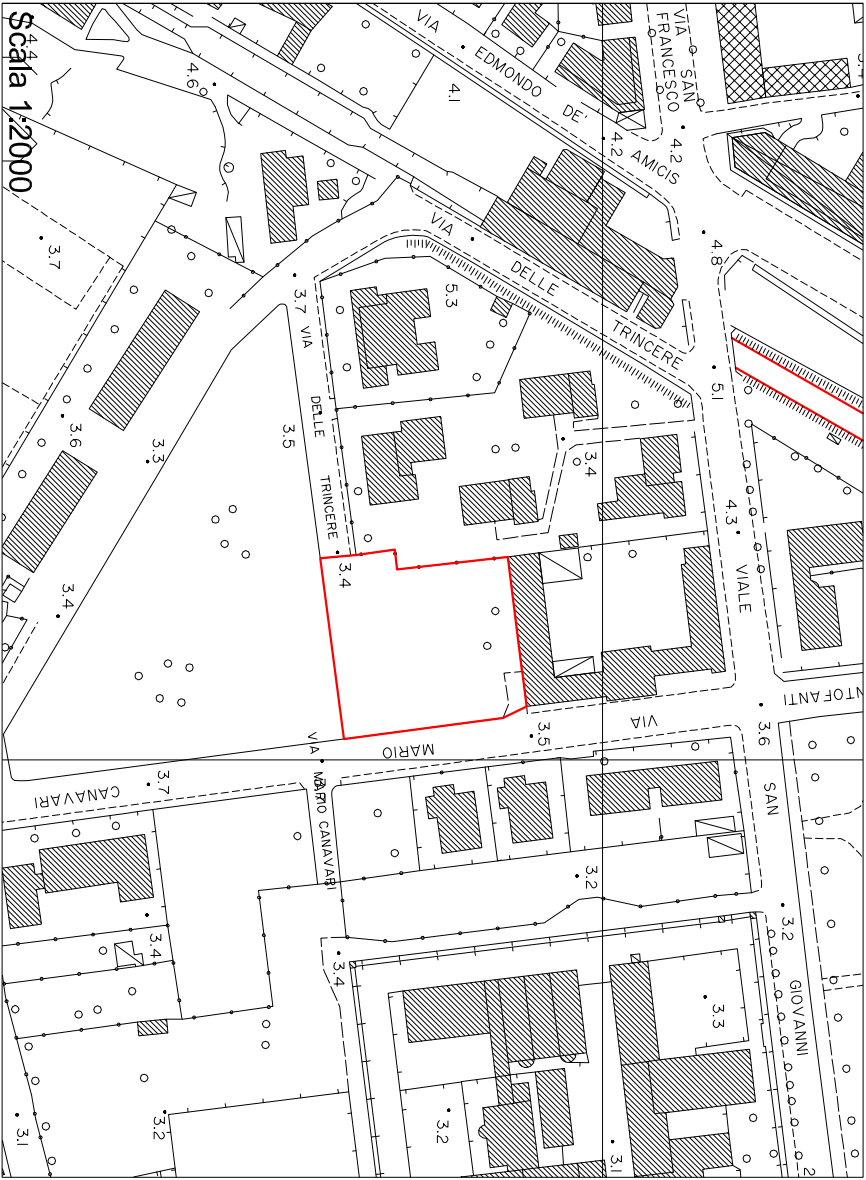 VIA
EDMONDO
DE'
AMICIS
VIA SAN
FRANCESCO
4.1
4.2
4.2
4.8
4.6
4.4
Scala 1:2000
VIA
DELLE
TRINCERE
5.3
5.1
3.7
VIA
DELLE
TRINCERE
3.7
3.5
3.3
3.6
3.4
3.4
3.4
4.3
VIALE
SAN
GIOVANNI
NTOFANTI
3.6
3.5
VIA
MARIO
CANAVARI
3.7
VIA MARIO CANAVARI
3.2
3.2
3.4
3.4
3.3
3.2
3.2
3.1
3.1
2